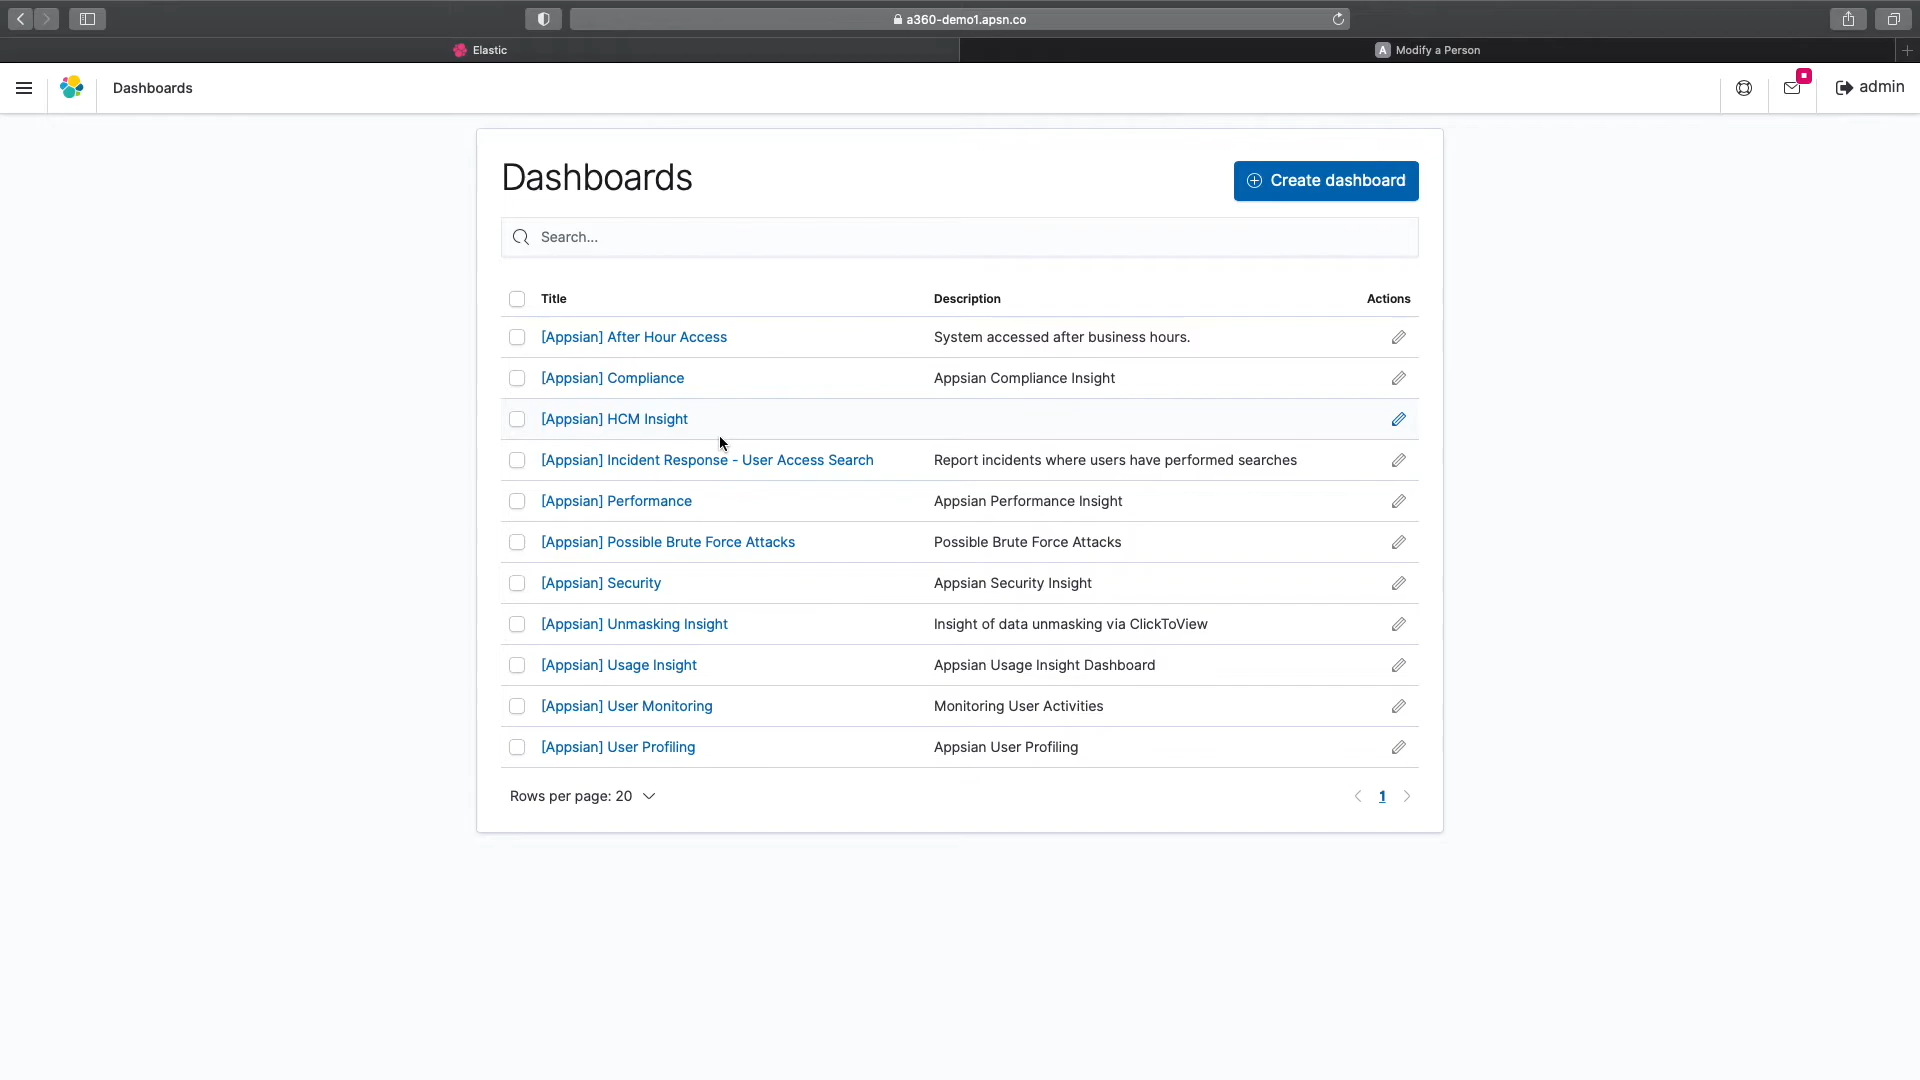 a360-demo1.apsn.co
Elastic
A Modify a Person
Dashboards
admin
Dashboards
Create dashboard
Search...
Title Description Actions
[Appsian] After Hour Access System accessed after business hours.
[Appsian] Compliance Appsian Compliance Insight
[Appsian] HCM Insight
[Appsian] Incident Response - User Access Search Report incidents where users have performed searches
[Appsian] Performance Appsian Performance Insight
[Appsian] Possible Brute Force Attacks Possible Brute Force Attacks
[Appsian] Security Appsian Security Insight
[Appsian] Unmasking Insight Insight of data unmasking via ClickToView
[Appsian] Usage Insight Appsian Usage Insight Dashboard
[Appsian] User Monitoring Monitoring User Activities
[Appsian] User Profiling Appsian User Profiling
Rows per page: 20 1